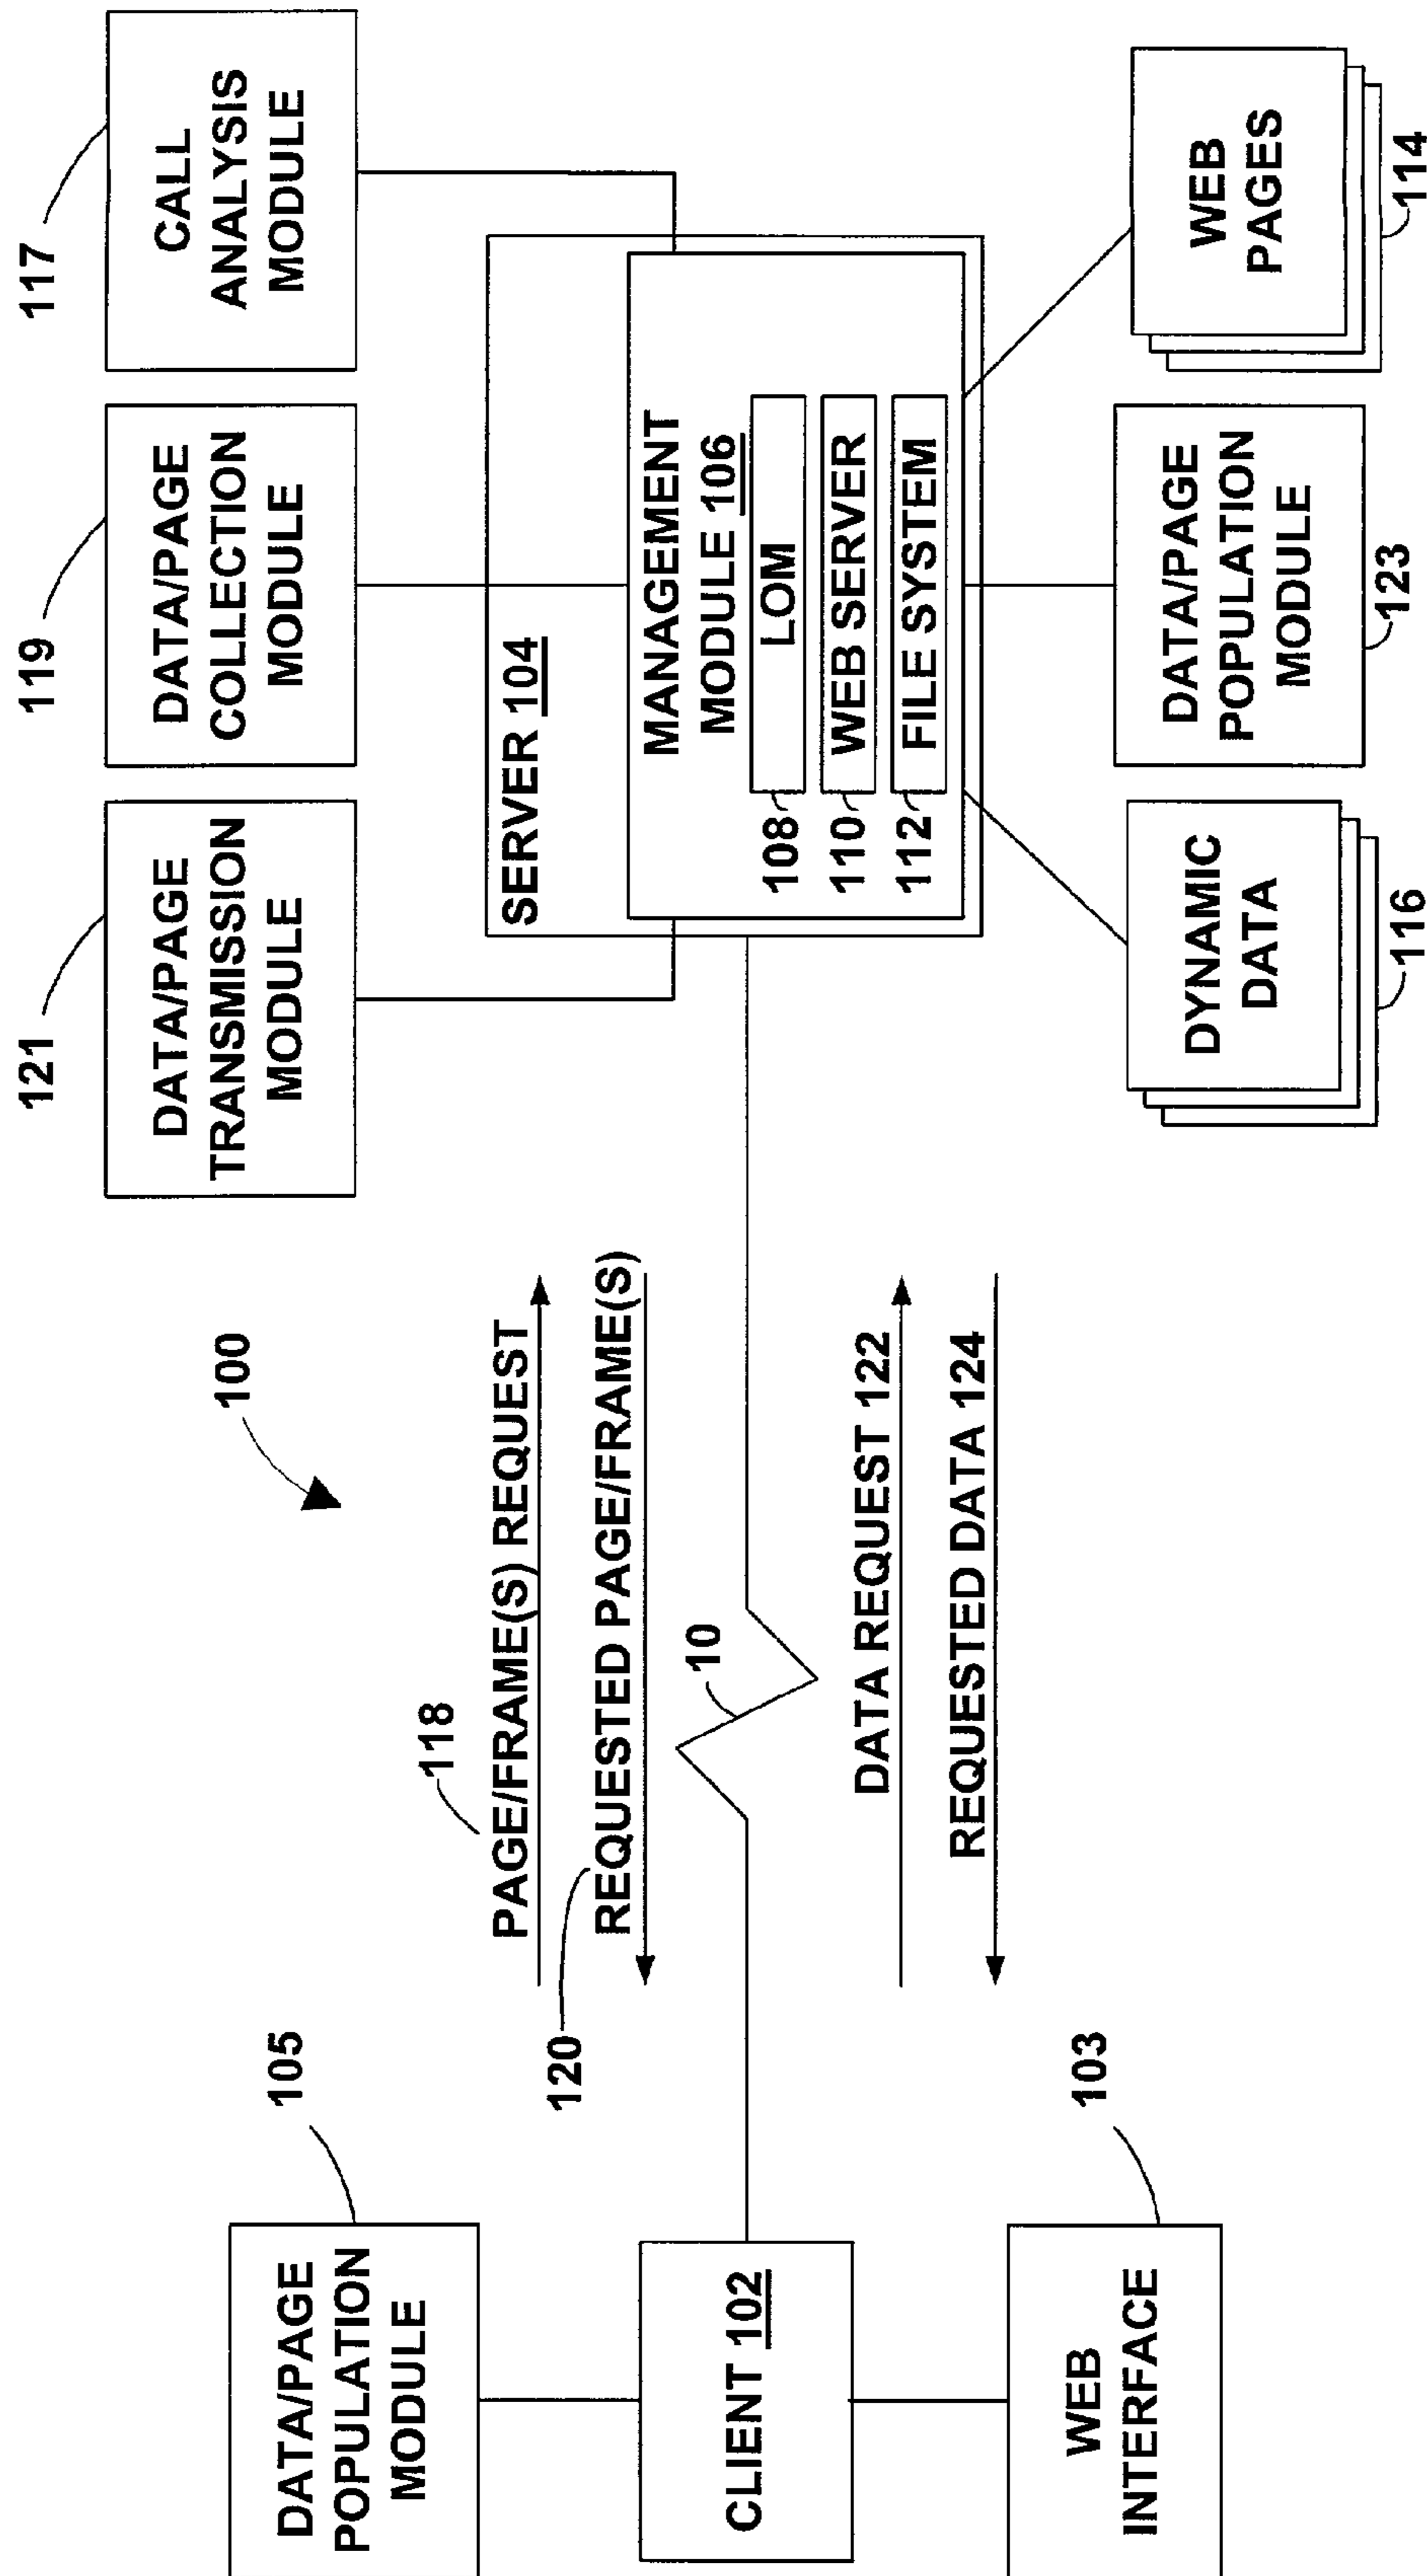 121
119
117
DATA/PAGE
TRANSMISSION
MODULE
DATA/PAGE
COLLECTION
MODULE
CALL
ANALYSIS
MODULE
105
DATA/PAGE
POPULATION
MODULE
100
118
PAGE/FRAME(S) REQUEST
120
REQUESTED PAGE/FRAME(S)
10
CLIENT 102
SERVER 104
MANAGEMENT
MODULE 106
108
LOM
110
WEB SERVER
112
FILE SYSTEM
DATA REQUEST 122
REQUESTED DATA 124
103
WEB
INTERFACE
DYNAMIC
DATA
116
DATA/PAGE
POPULATION
MODULE
123
WEB
PAGES
114